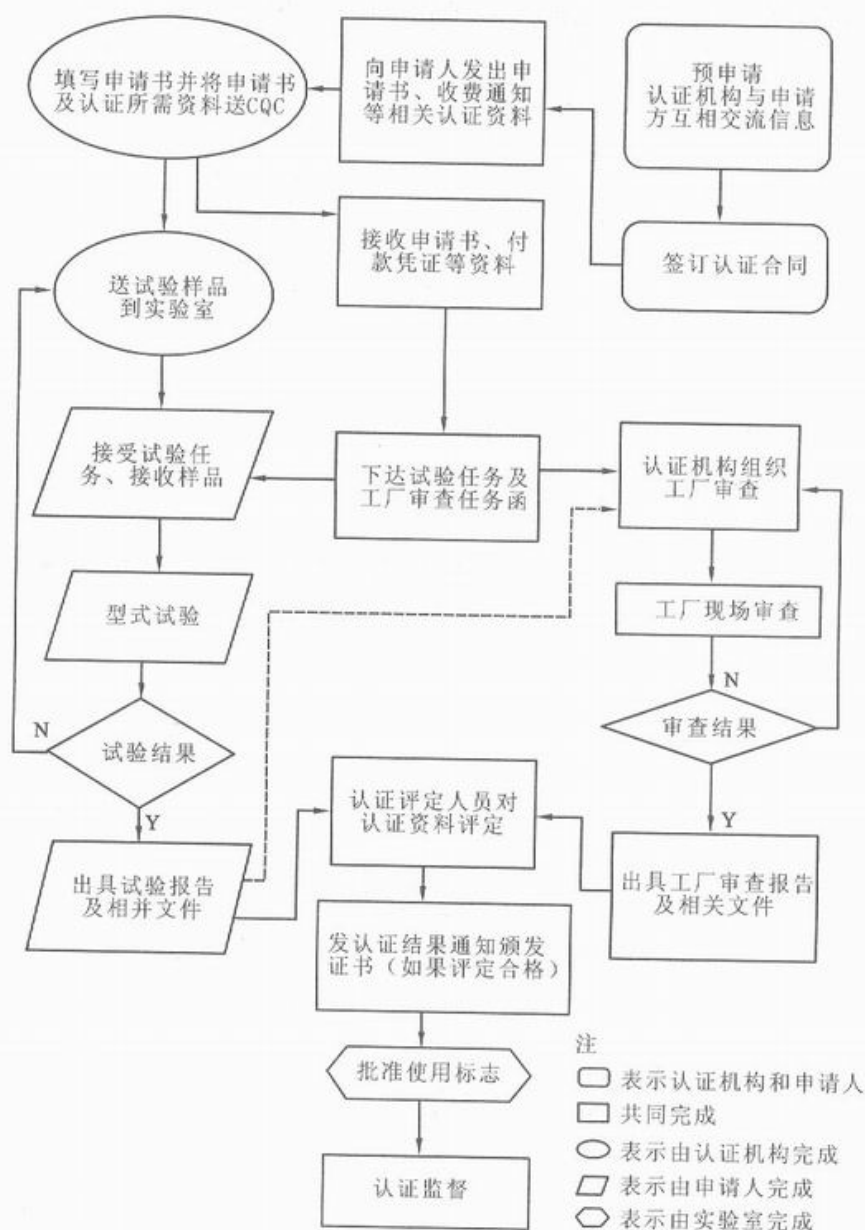 填写申请书并将申请书
及认证所需资料送CQC
向申请人发出申
请书、收费通知
等相关认证资料
预申请
认证机构与申请
方互相交流信息
接收申请书、付
款凭证等资料
签订认证合同
送试验样品
到实验室
接受试验任
务、接收样品
下达试验任务及
工厂审查任务函
认证机构组织
工厂审查
型式试验
工厂现场审查
N
N
试验结果
审查结果
Y
Y
认证评定人员对
认证资料评定
出具试验报告
及相并文件
出具工厂审查报告
及相关文件
发认证结果通知颁发
证书（如果评定合格）
批准使用标志
认证监督
注
表示认证机构和申请人
共同完成
表示由认证机构完成
表示由申请人完成
表示由实验室完成